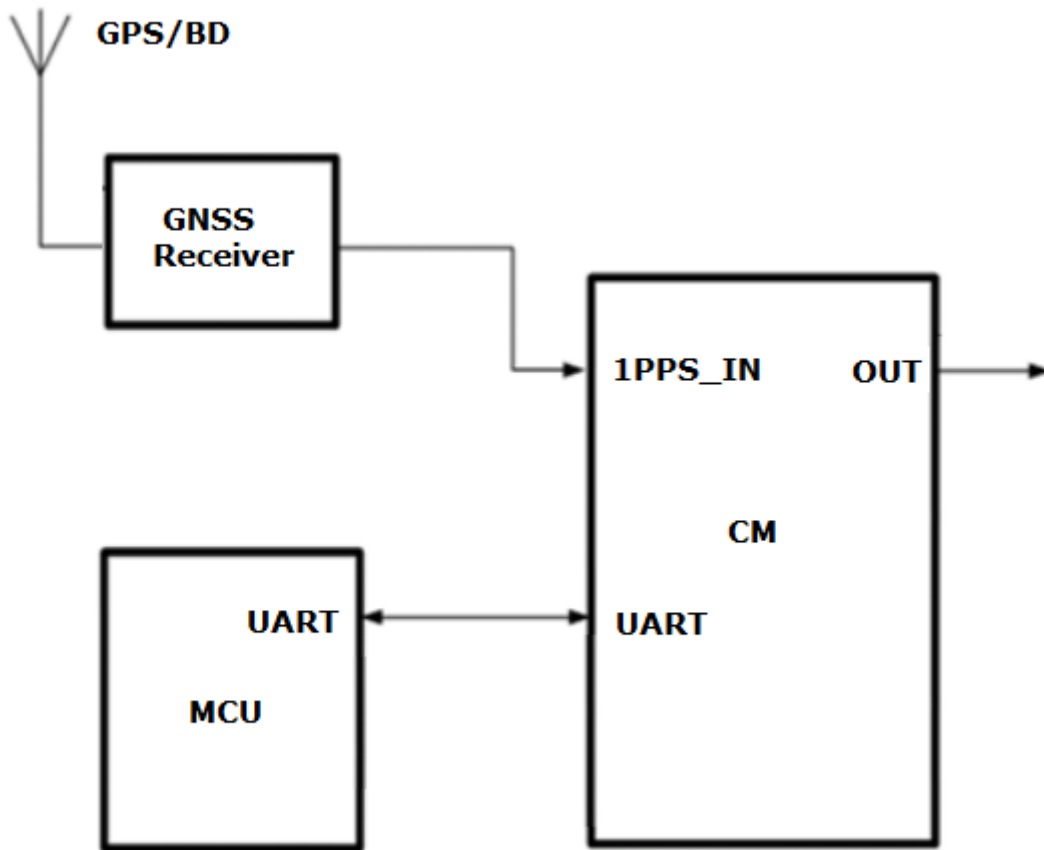 GPS/BD
GNSS
Receiver
1PPS_IN
OUT
CM
UART
UART
MCU